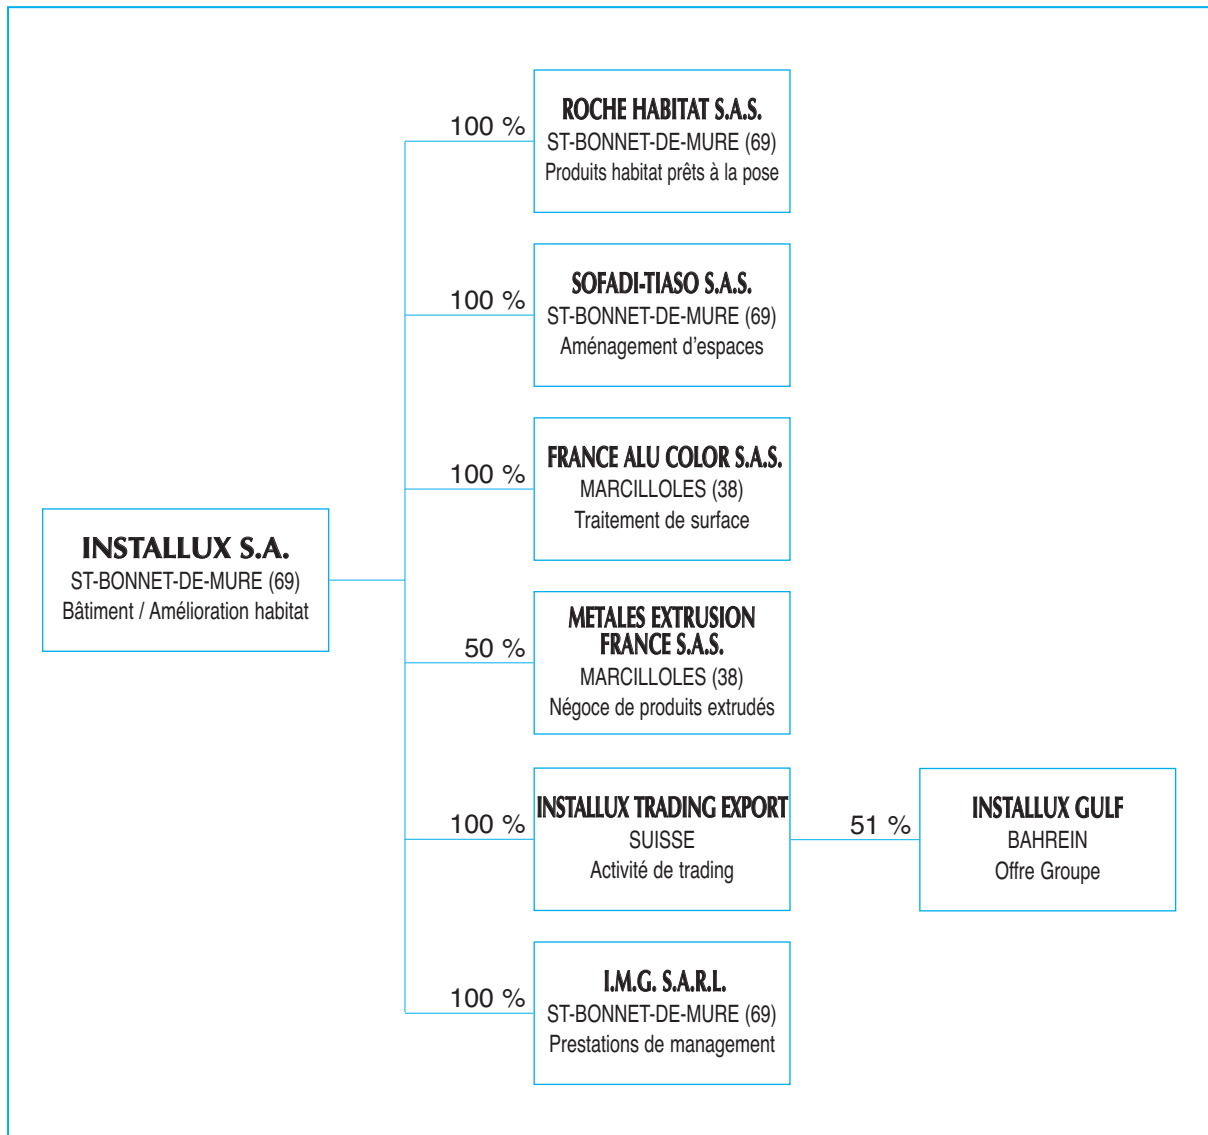 100 %
ROCHE HABITAT S.A.S.
ST-BONNET-DE-MURE (69)
Produits habitat prêts à la pose
100 %
SOFADI-TIASO S.A.S.
ST-BONNET-DE-MURE (69)
Aménagement d'espaces
100 %
FRANCE ALU COLOR S.A.S.
MARCILLOLES (38)
Traitement de surface
INSTALLUX S.A.
ST-BONNET-DE-MURE (69)
Bâtiment / Amélioration habitat
50 %
METALES EXTRUSION
FRANCE S.A.S.
MARCILLOLES (38)
Négoce de produits extrudés
100 %
INSTALLUX TRADING EXPORT
SUISSE
Activité de trading
51 %
INSTALLUX GULF
BAHREIN
Offre Groupe
100 %
I.M.G. S.A.R.L.
ST-BONNET-DE-MURE (69)
Prestations de management